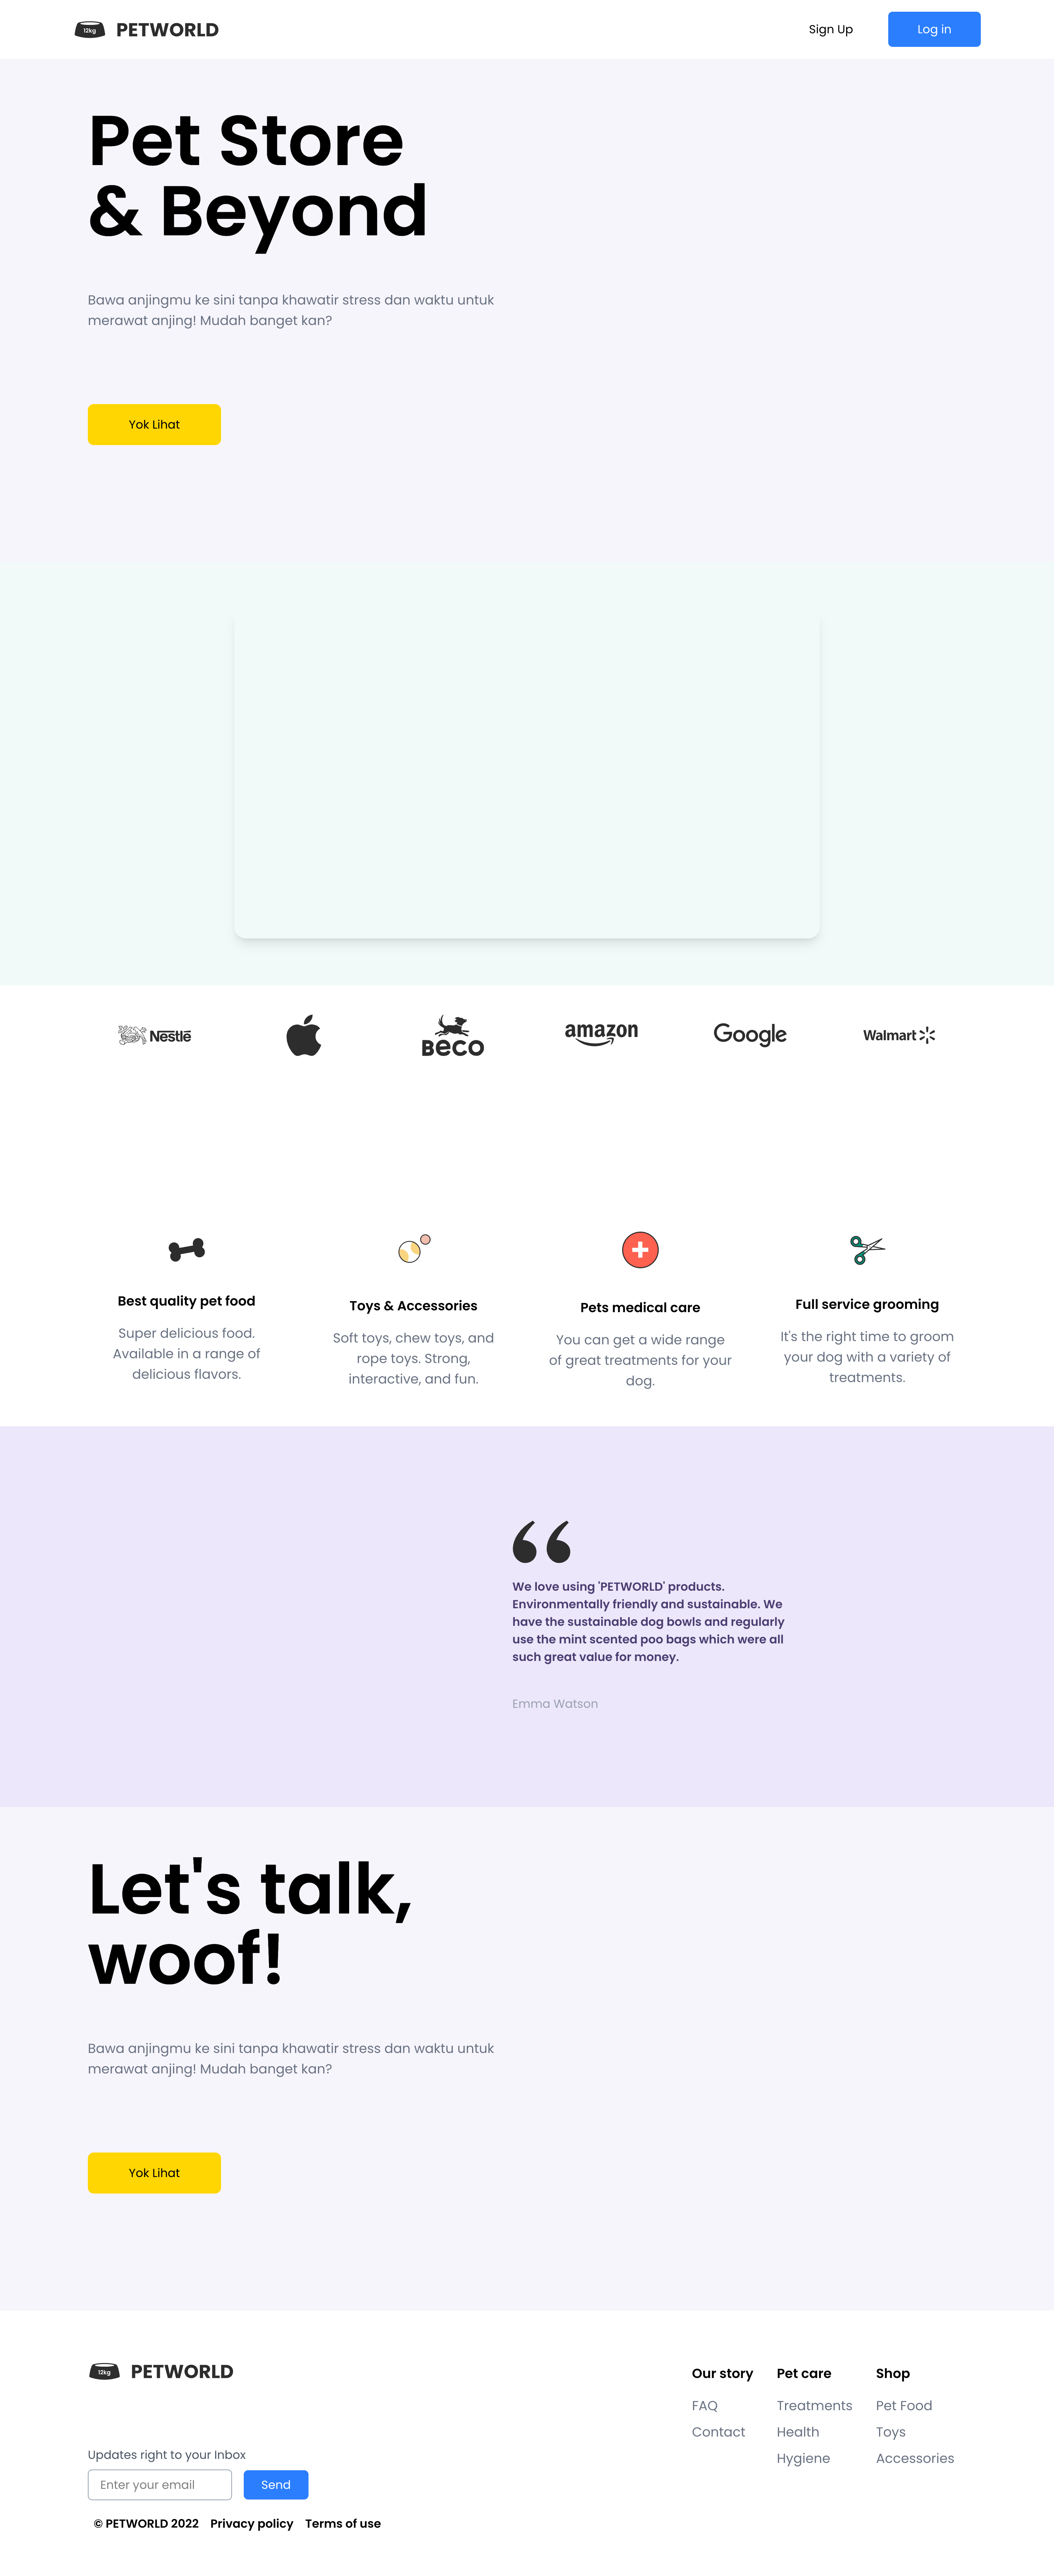 12kg PETWORLD
Sign Up
Log in
Pet Store
& Beyond
Bawa anjingmu ke sini tanpa khawatir stress dan waktu untuk
merawat anjing! Mudah banget kan?
Yok Lihat
Nestle
BECO
amazon
Google
Walmart
Best quality pet food
Super delicious food.
Available in a range of
delicious flavors.
Toys & Accessories
Soft toys, chew toys, and
rope toys. Strong,
interactive, and fun.
Pets medical care
You can get a wide range
of great treatments for your
dog.
Full service grooming
It's the right time to groom
your dog with a variety of
treatments.
We love using 'PETWORLD' products.
Environmentally friendly and sustainable. We
have the sustainable dog bowls and regularly
use the mint scented poo bags which were all
such great value for money.
Emma Watson
Let's talk,
woof!
Bawa anjingmu ke sini tanpa khawatir stress dan waktu untuk
merawat anjing! Mudah banget kan?
Yok Lihat
12kg PETWORLD
Updates right to your Inbox
Enter your email
Send
© PETWORLD 2022 Privacy policy Terms of use
Our story
FAQ
Contact
Pet care
Treatments
Health
Hygiene
Shop
Pet Food
Toys
Accessories